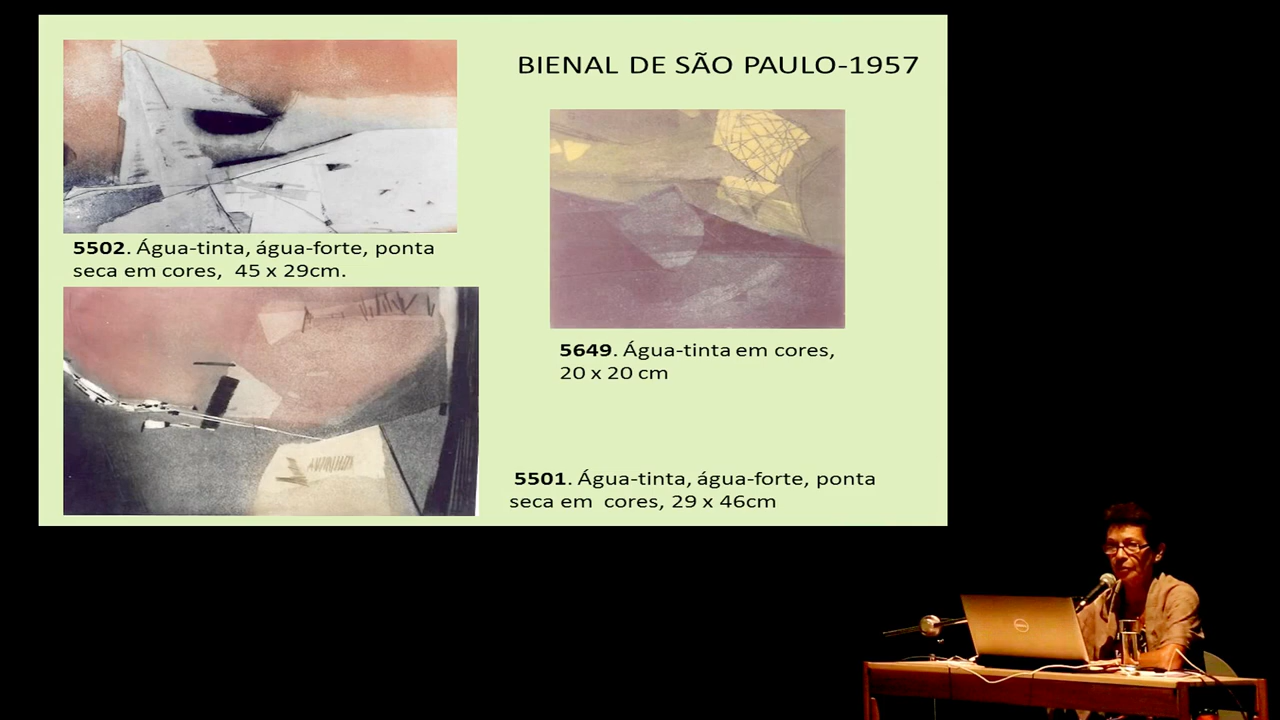 BIENAL DE SÃO PAULO-1957
5502. Água-tinta, água-forte, ponta
seca em cores, 45 x 29cm.
5649. Água-tinta em cores,
20 x 20 cm
5501. Água-tinta, água-forte, ponta
seca em cores, 29 x 46cm